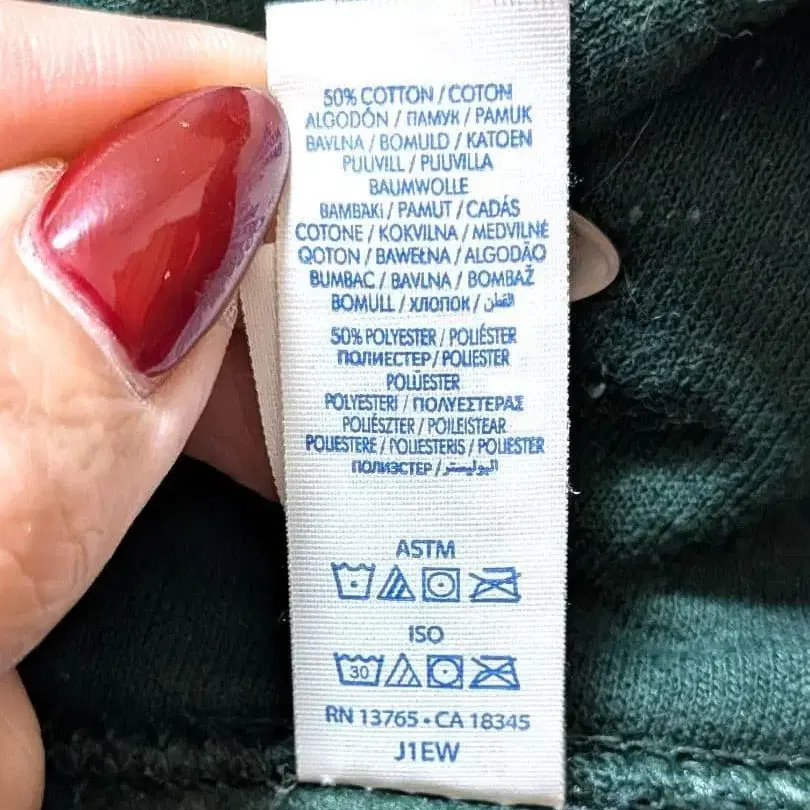 50% COTTON / COTON
ALGODÓN / ПАМУК / PAMUK
BAVLNA / BOMULD / KATOEN
PUUVILL / PUUVILLA
BAUMWOLLE
BAMBAKI / PAMUT / CADÁS
COTONE / KOKVILNA / MEDVILNĖ
QOTON / BAWEŁNA / ALGODÃO
BUMBAC / BAVLNA / BOMBAŽ
BOMULL / ХЛОПОК / القطن
50% POLYESTER / POLIÉSTER
ПОЛИЕСТЕР / POLIESTER
POLÜESTER
POLYESTERI / ΠΟΛΥΕΣΤΕΡΑΣ
POLIÉSZTER / POILEISTEAR
POLIESTERE / POLIESTERIS / POLIESTER
ПОЛИЭСТЕР / البوليستر
ASTM
ISO
30
RN 13765 • CA 18345
J1EW